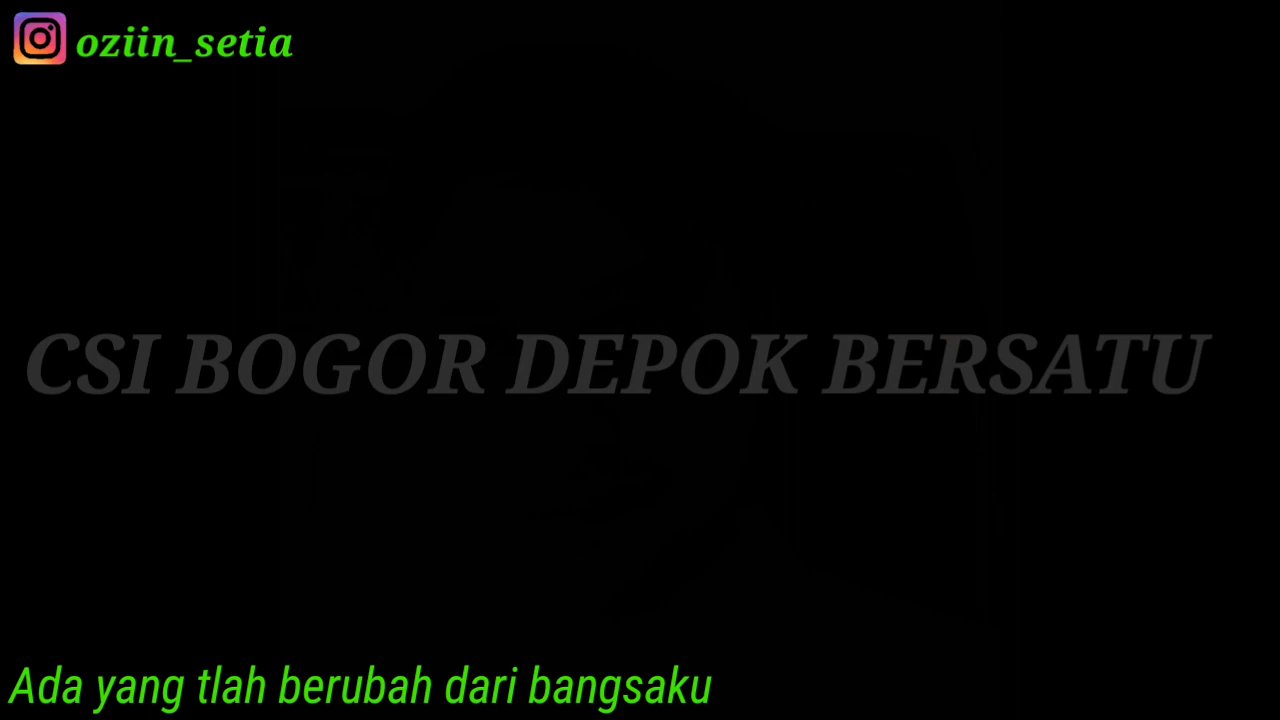 oziin_setia
CSI BOGOR DEPOK BERSATU
Ada yang tlah berubah dari bangsaku